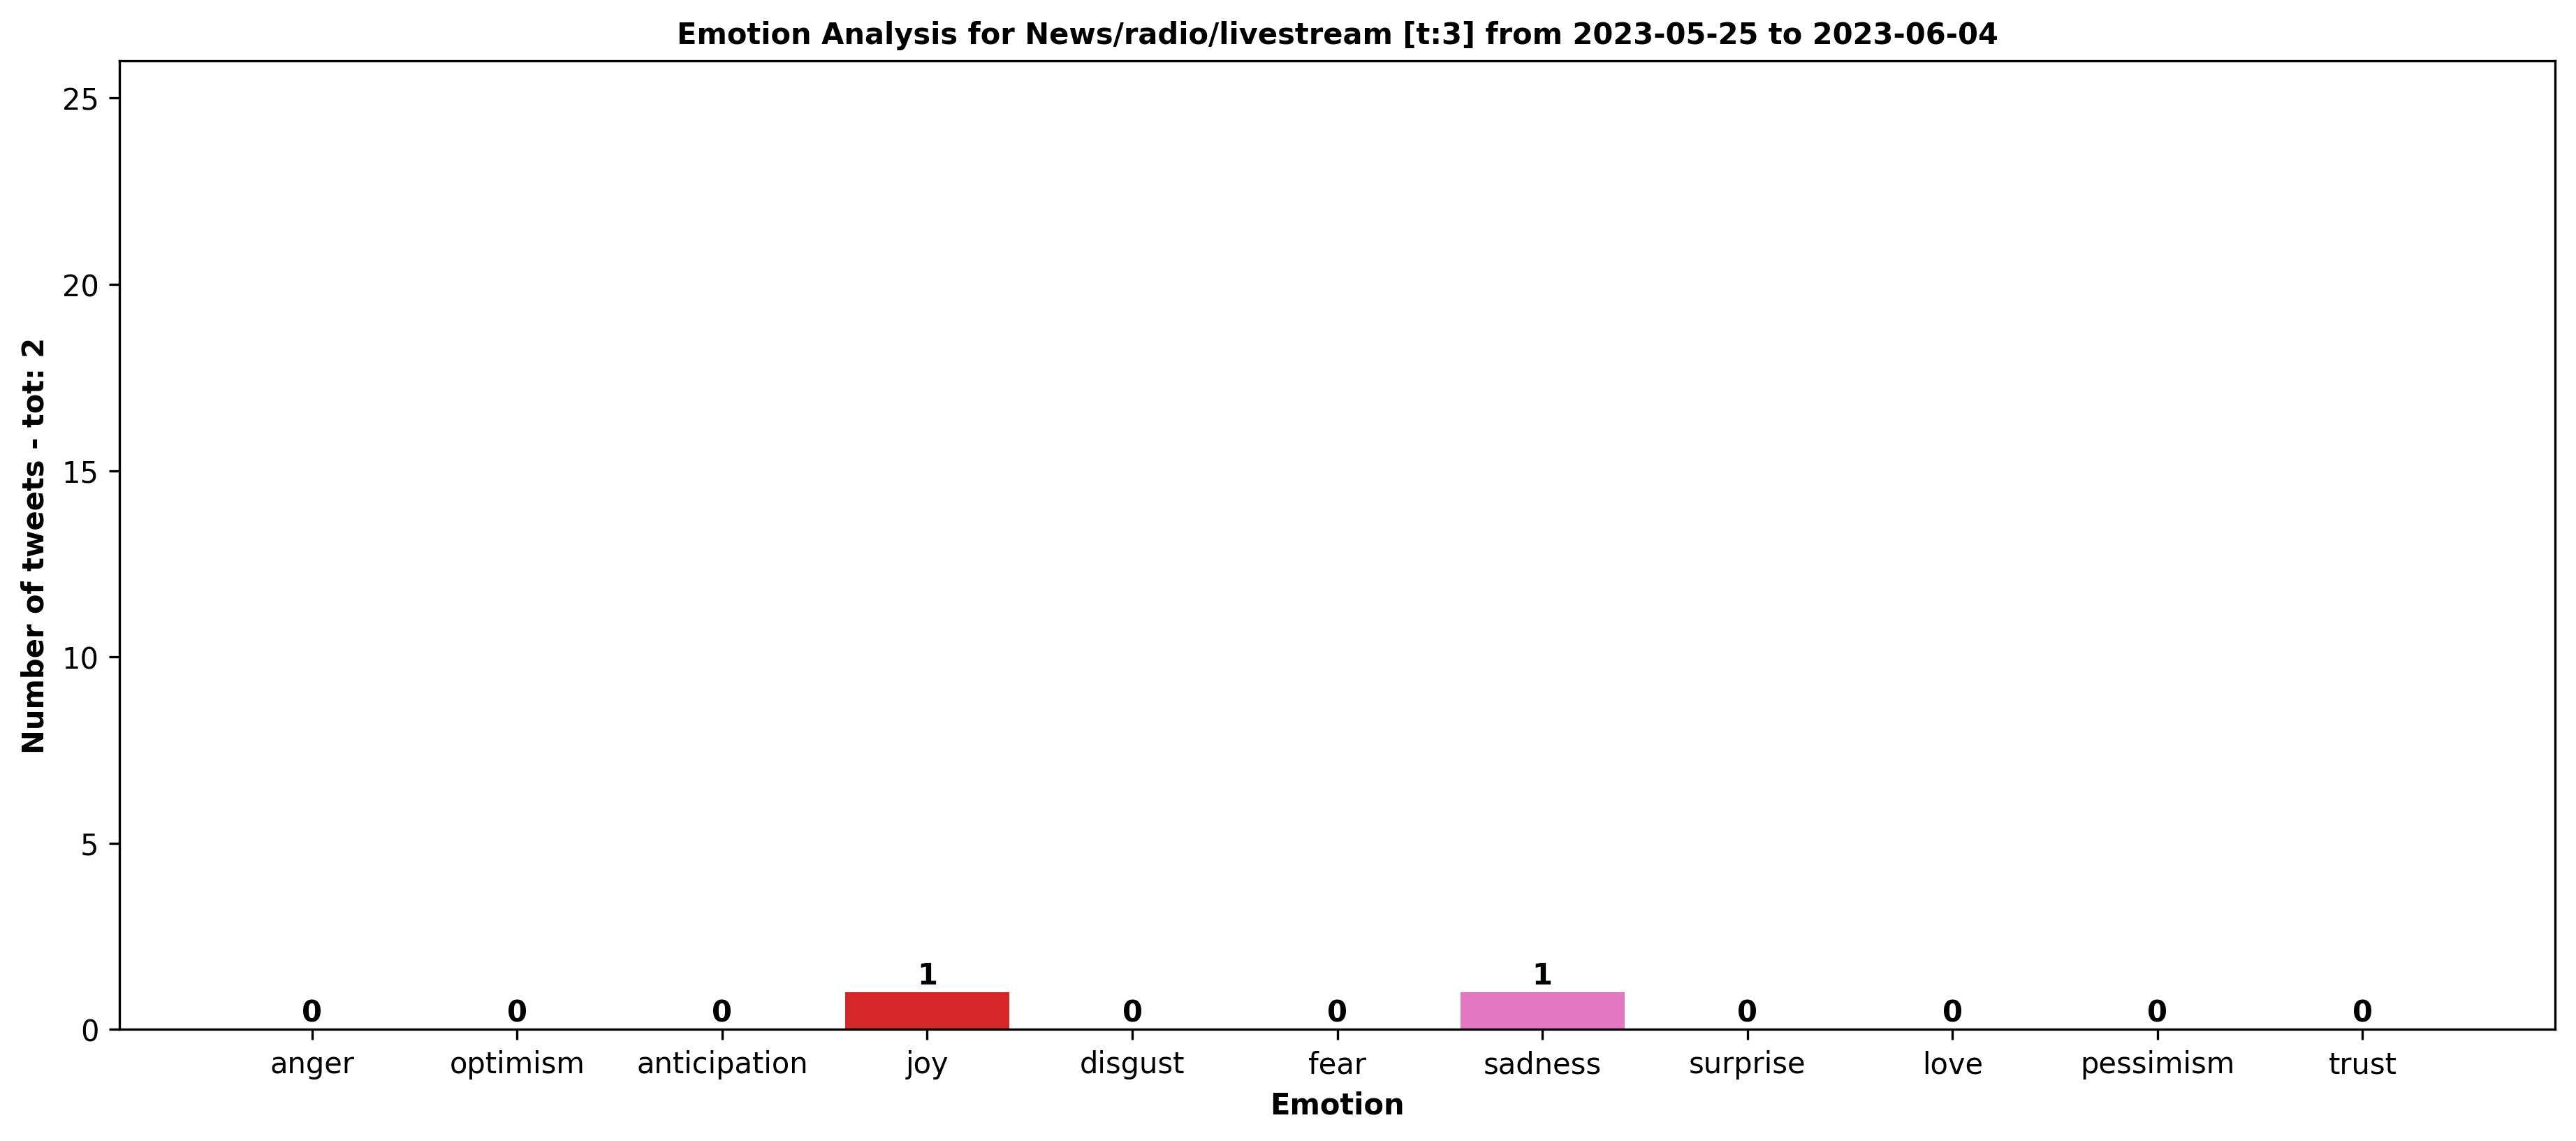 Emotion Analysis for News/radio/livestream [t:3] from 2023-05-25 to 2023-06-04
Number of tweets - tot: 2
25
20
15
10
5
0
0 0 0 1 0 0 1 0 0 0 0
anger optimism anticipation joy disgust fear sadness surprise love pessimism trust
Emotion